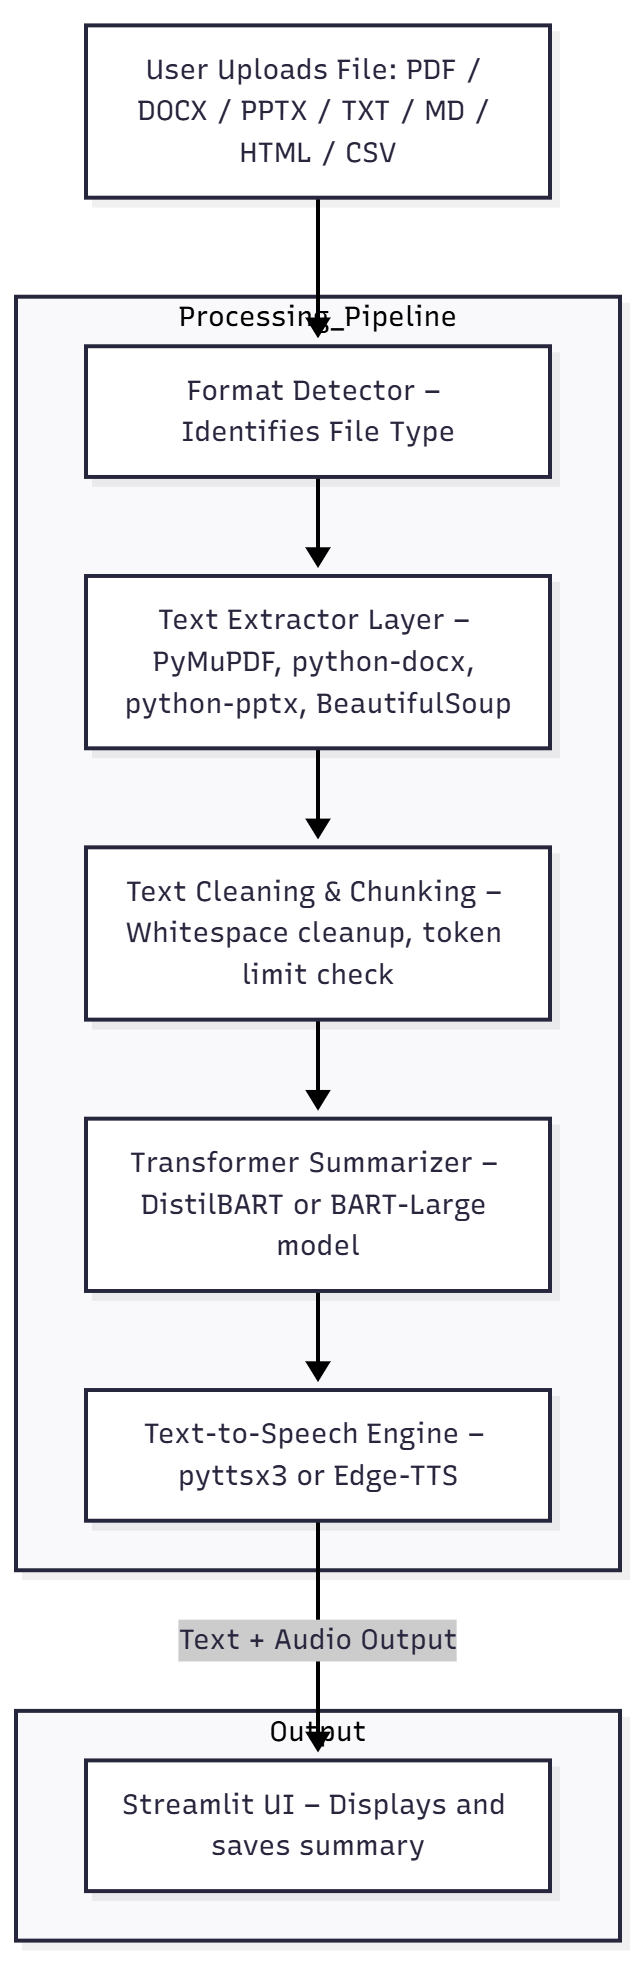 User Uploads File: PDF /
DOCX / PPTX / TXT / MD /
HTML / CSV
Processing_Pipeline
Format Detector –
Identifies File Type
Text Extractor Layer –
PyMuPDF, python-docx,
python-pptx, BeautifulSoup
Text Cleaning & Chunking –
Whitespace cleanup, token
limit check
Transformer Summarizer –
DistilBART or BART-Large
model
Text-to-Speech Engine –
pyttsx3 or Edge-TTS
Text + Audio Output
Output
Streamlit UI – Displays and
saves summary